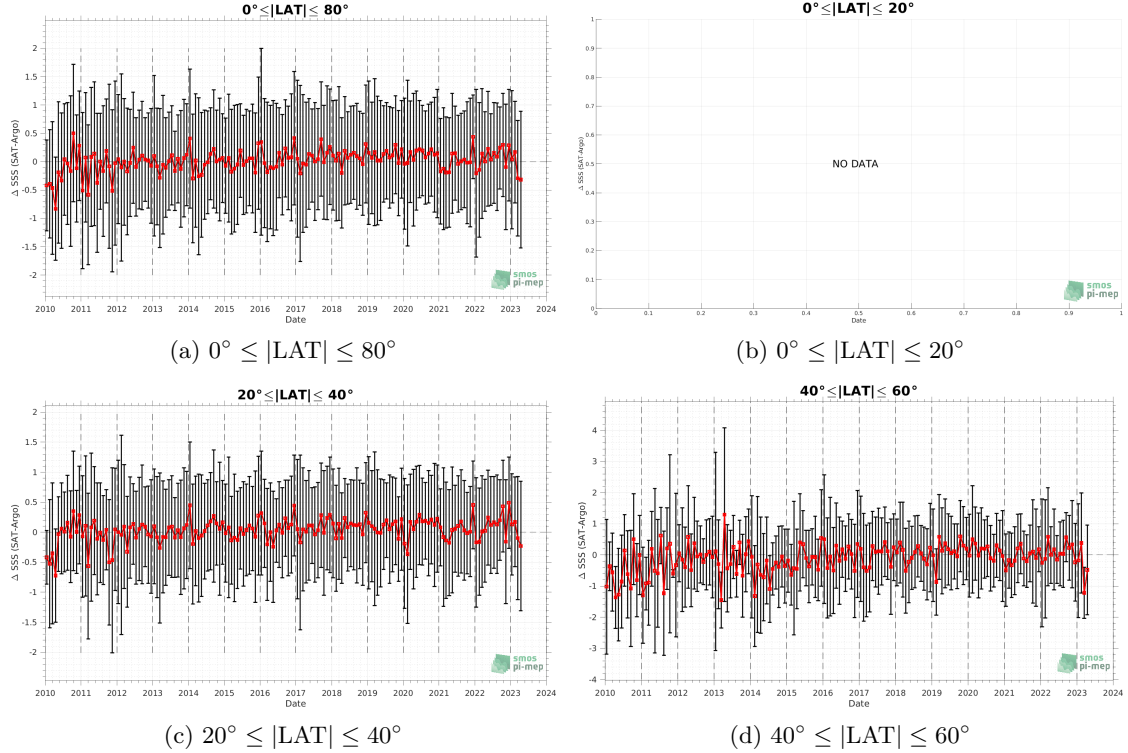 0°≤|LAT|≤ 80°
Δ SSS (SAT-Argo)
2
1.5
1
0.5
0
-0.5
-1
-1.5
-2
smos
pi-mep
2010 2011 2012 2013 2014 2015 2016 2017 2018 2019 2020 2021 2022 2023 2024
Date
(a) 0° ≤ |LAT| ≤ 80°
0°≤|LAT|≤ 20°
Δ SSS (SAT-Argo)
1
0.9
0.8
0.7
0.6
0.5
0.4
0.3
0.2
0.1
0
NO DATA
smos
pi-mep
0 0.1 0.2 0.3 0.4 0.5 0.6 0.7 0.8 0.9 1
Date
(b) 0° ≤ |LAT| ≤ 20°
20°≤|LAT|≤ 40°
Δ SSS (SAT-Argo)
2
1.5
1
0.5
0
-0.5
-1
-1.5
-2
smos
pi-mep
2010 2011 2012 2013 2014 2015 2016 2017 2018 2019 2020 2021 2022 2023 2024
Date
(c) 20° ≤ |LAT| ≤ 40°
40°≤|LAT|≤ 60°
Δ SSS (SAT-Argo)
4
3
2
1
0
-1
-2
-3
-4
smos
pi-mep
2010 2011 2012 2013 2014 2015 2016 2017 2018 2019 2020 2021 2022 2023 2024
Date
(d) 40° ≤ |LAT| ≤ 60°